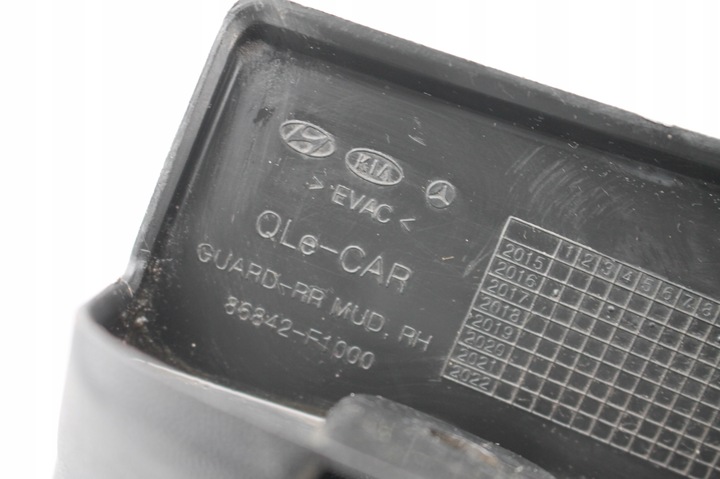 KIA
>EVAC<
QLe-CAR
GUARD-RR MUD, RH
86842-F1000
1 2 3 4 5 6 7 8
2015
2016
2017
2018
2019
2020
2021
2022